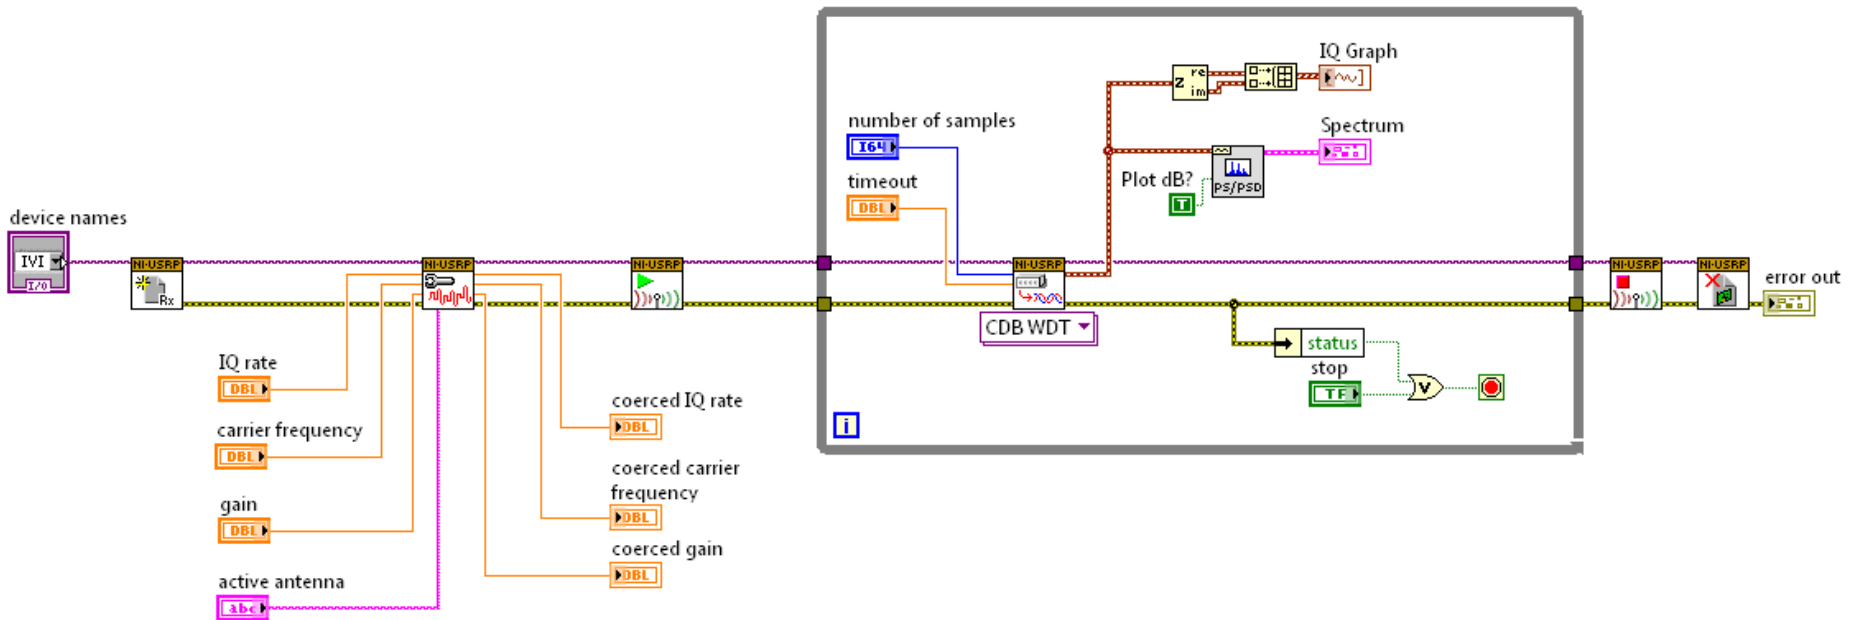 device names
IVI
I/O
NI-USRP
Rx
IQ rate
DBL
carrier frequency
DBL
gain
DBL
active antenna
abc
NI-USRP
coerced IQ rate
DBL
coerced carrier
frequency
DBL
coerced gain
DBL
NI-USRP
number of samples
I64
timeout
DBL
NI-USRP
CDB WDT
i
z
re
im
IQ Graph
Spectrum
Plot dB?
T
PS/PSD
status
stop
TF
V
NI-USRP
NI-USRP
error out